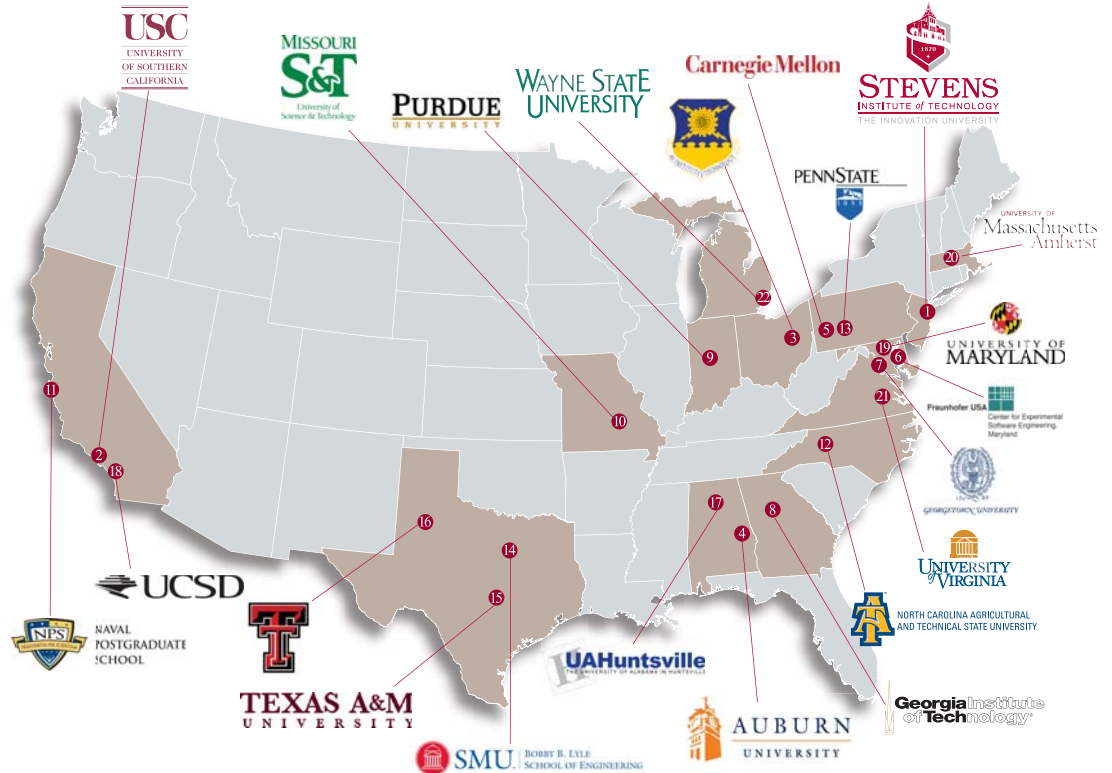 USC
UNIVERSITY
OF SOUTHERN
CALIFORNIA
MISSOURI
S&T
University of
Science & Technology
PURDUE
UNIVERSITY
WAYNE STATE
UNIVERSITY
Carnegie Mellon
1870
STEVENS
INSTITUTE of TECHNOLOGY
THE INNOVATION UNIVERSITY
PENNSTATE
1855
UNIVERSITY OF
Massachusetts
Amherst
20
22
1
5
13
3
19
6
7
9
UNIVERSITY OF
MARYLAND
11
21
Fraunhofer USA
Center for Experimental
Software Engineering,
Maryland
10
12
2
18
GEORGETOWN UNIVERSITY
17
8
16
4
14
15
UNIVERSITY
of VIRGINIA
UCSD
NPS
NAVAL
POSTGRADUATE
SCHOOL
T
AT
NORTH CAROLINA AGRICULTURAL
AND TECHNICAL STATE UNIVERSITY
UAHuntsville
THE UNIVERSITY OF ALABAMA IN HUNTSVILLE
TEXAS A&M
UNIVERSITY
Georgia Institute
of Technology
AUBURN
UNIVERSITY
SMU.
BOBBY B. LYLE
SCHOOL OF ENGINEERING